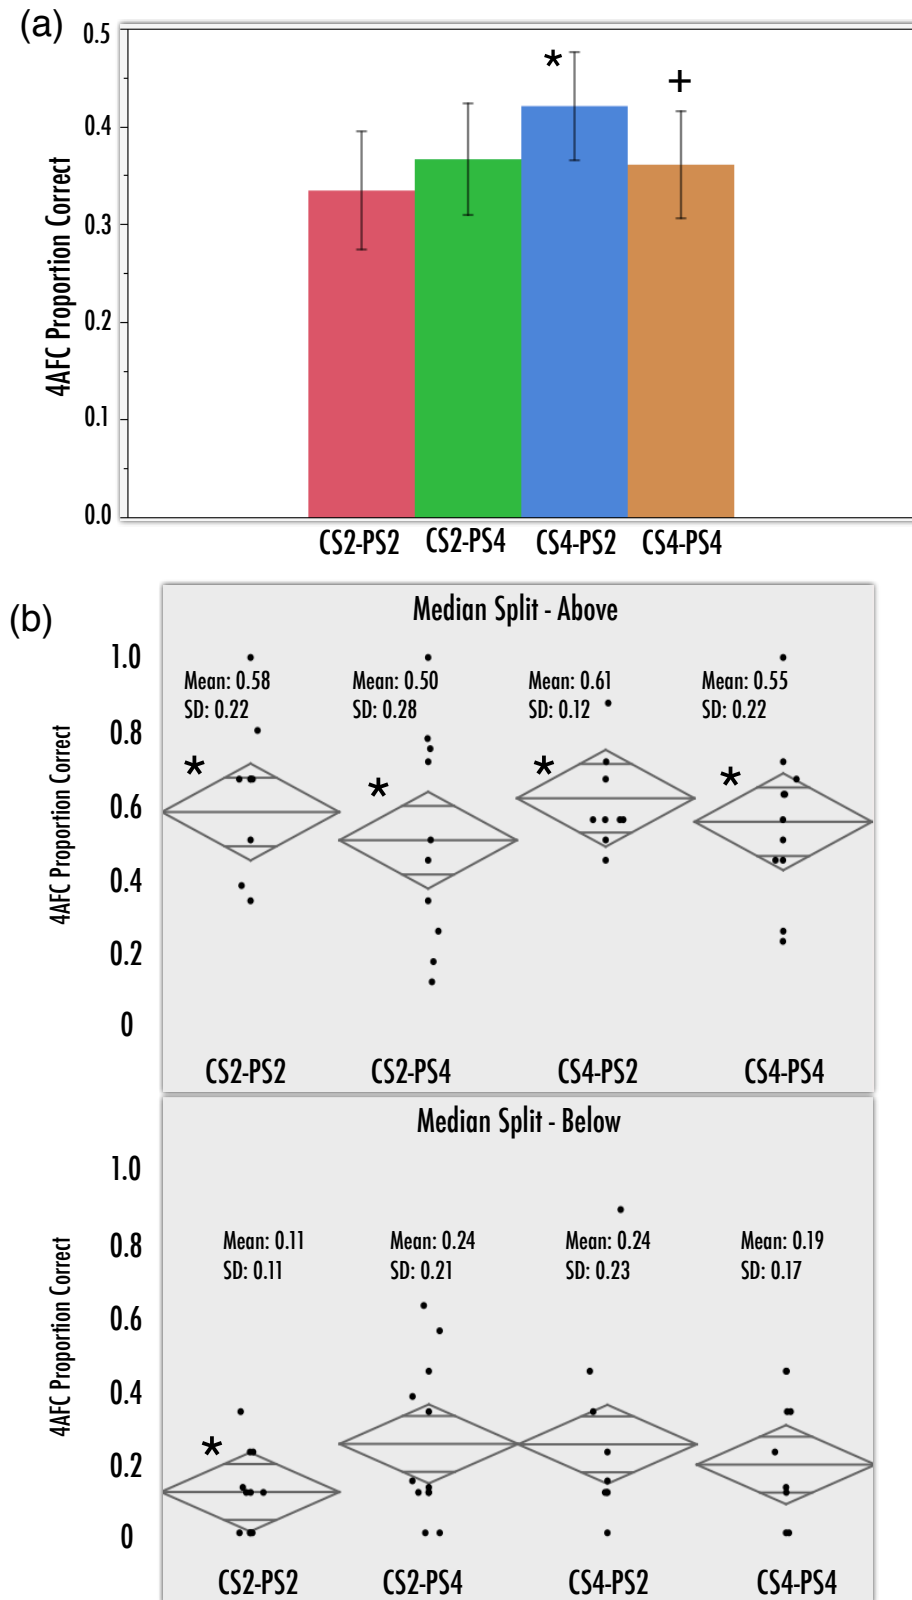 (a)
4AFC Proportion Correct
0.5
0.4
0.3
0.2
0.1
0.0
*
+
CS2-PS2 CS2-PS4 CS4-PS2 CS4-PS4
(b)
Median Split - Above
4AFC Proportion Correct
1.0
0.8
0.6
0.4
0.2
0
Mean: 0.58
SD: 0.22
*
Mean: 0.50
SD: 0.28
*
Mean: 0.61
SD: 0.12
*
Mean: 0.55
SD: 0.22
*
CS2-PS2 CS2-PS4 CS4-PS2 CS4-PS4
Median Split - Below
4AFC Proportion Correct
1.0
0.8
0.6
0.4
0.2
0
Mean: 0.11
SD: 0.11
*
Mean: 0.24
SD: 0.21
Mean: 0.24
SD: 0.23
Mean: 0.19
SD: 0.17
CS2-PS2 CS2-PS4 CS4-PS2 CS4-PS4